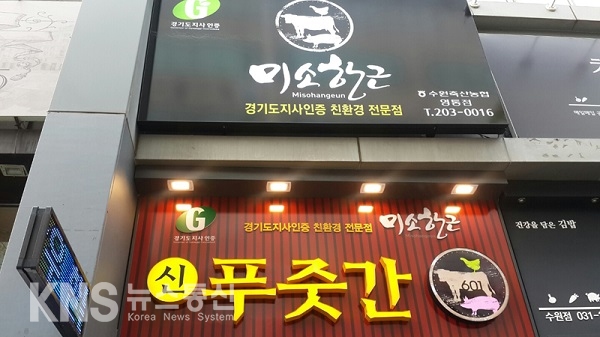 G
경기도지사 인증
미소한근
Misohangeun
경기도지사인증 친환경 전문점
수원축산농협
영통점
T.203-0016
G
경기도지사 인증
경기도지사인증 친환경 전문점
미소한근
신 푸줏간
601
건강을 담은 김밥
수원점 031-
KNS 뉴스통신
Korea News System